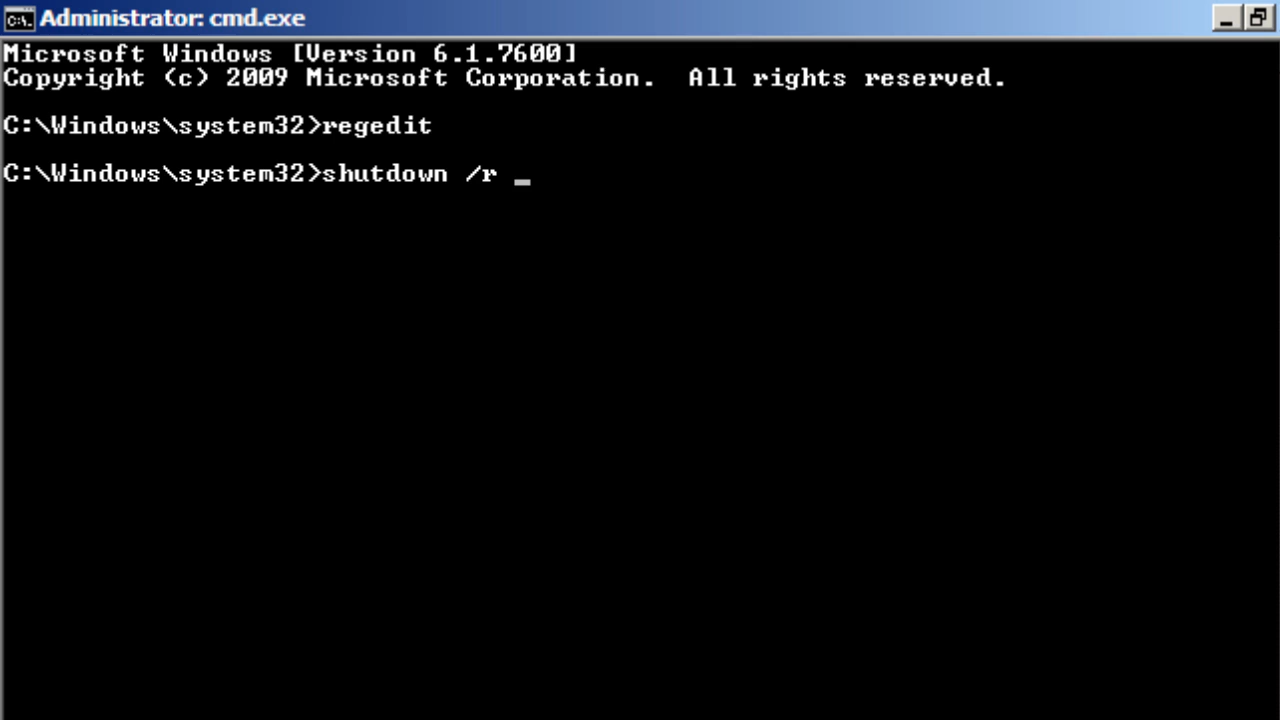 Administrator: cmd.exe
Microsoft Windows [Version 6.1.7600]
Copyright (c) 2009 Microsoft Corporation.  All rights reserved.
C:\Windows\system32>regedit
C:\Windows\system32>shutdown /r _